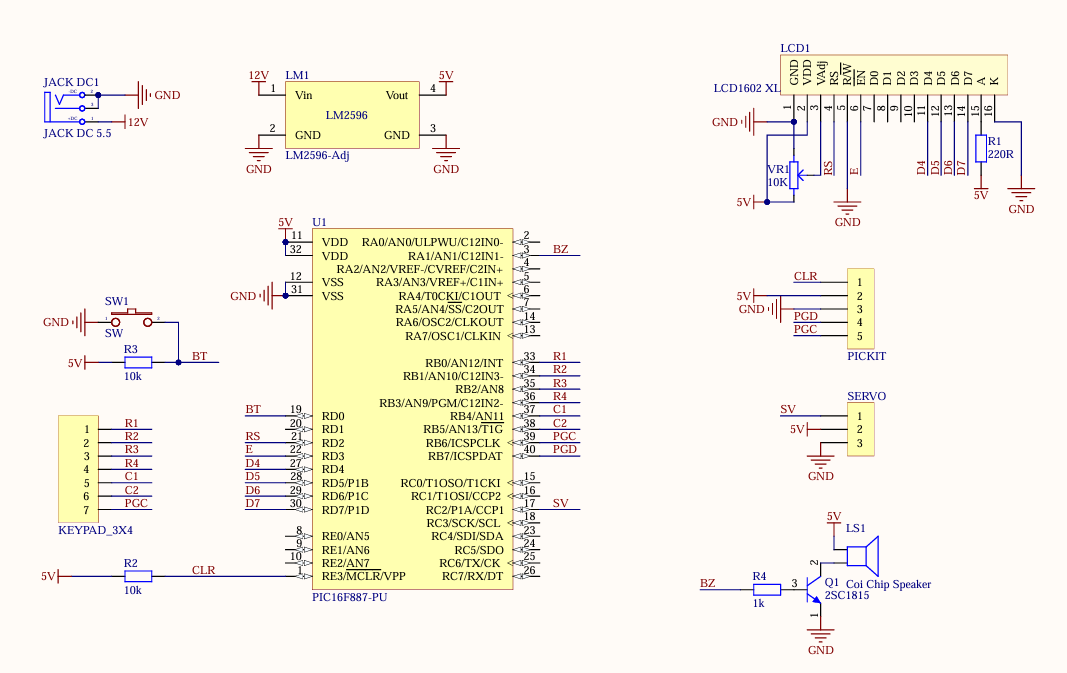 JACK DC1
-DC
2
3
+DC
1
GND
12V
JACK DC 5.5
LM1
12V
5V
1
Vin
Vout
4
LM2596
2
GND
GND
3
LM2596-Adj
GND
GND
LCD1
LCD1602 XL
GND
VDD
VAdj
RS
R/W
EN
D0
D1
D2
D3
D4
D5
D6
D7
A
K
1
2
3
4
5
6
7
8
9
10
11
12
13
14
15
16
GND
VR1
10K
5V
RS
E
D4
D5
D6
D7
R1
220R
5V
GND
GND
U1
5V
11
VDD
RA0/AN0/ULPWU/C12IN0-
2
32
VDD
RA1/AN1/C12IN1-
3
BZ
RA2/AN2/VREF-/CVREF/C2IN+
4
12
VSS
RA3/AN3/VREF+/C1IN+
5
GND
31
VSS
RA4/T0CKI/C1OUT
6
RA5/AN4/SS/C2OUT
7
RA6/OSC2/CLKOUT
14
RA7/OSC1/CLKIN
13
RB0/AN12/INT
33
R1
RB1/AN10/C12IN3-
34
R2
RB2/AN8
35
R3
RB3/AN9/PGM/C12IN2-
36
R4
BT
19
RD0
RB4/AN11
37
C1
20
RD1
RB5/AN13/T1G
38
C2
RS
21
RD2
RB6/ICSPCLK
39
PGC
E
22
RD3
RB7/ICSPDAT
40
PGD
D4
27
RD4
D5
28
RD5/P1B
RC0/T1OSO/T1CKI
15
D6
29
RD6/P1C
RC1/T1OSI/CCP2
16
D7
30
RD7/P1D
RC2/P1A/CCP1
17
SV
RC3/SCK/SCL
18
8
RE0/AN5
RC4/SDI/SDA
23
9
RE1/AN6
RC5/SDO
24
10
RE2/AN7
RC6/TX/CK
25
1
RE3/MCLR/VPP
RC7/RX/DT
26
PIC16F887-PU
SW1
GND
1
2
SW
R3
5V
BT
10k
1
R1
2
R2
3
R3
4
R4
5
C1
6
C2
7
PGC
KEYPAD_3X4
R2
5V
CLR
10k
CLR
1
5V
2
GND
3
PGD
4
PGC
5
PICKIT
SERVO
SV
1
5V
2
3
GND
5V
LS1
2
Coi Chip Speaker
BZ
R4
1k
3
Q1
2SC1815
1
GND